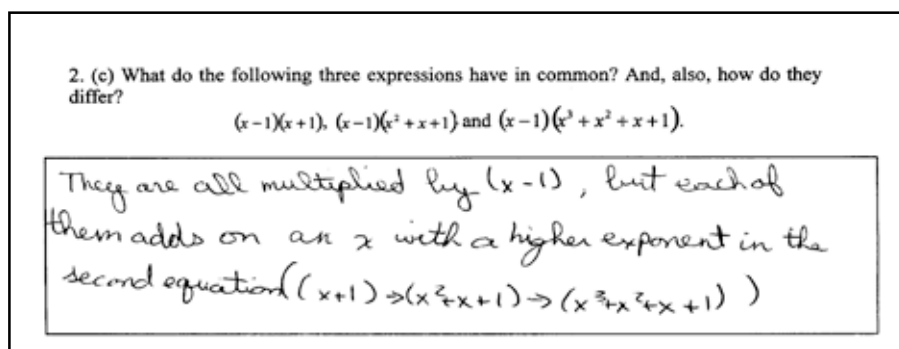 2. (c) What do the following three expressions have in common? And, also, how do they
differ?
(x−1)(x+1), (x−1)(x²+x+1) and (x−1)(x³+x²+x+1).
They are all multiplied by (x-1), but each of
them adds on an x with a higher exponent in the
second equation ( (x+1) → (x²+x+1) → (x³+x²+x+1) )